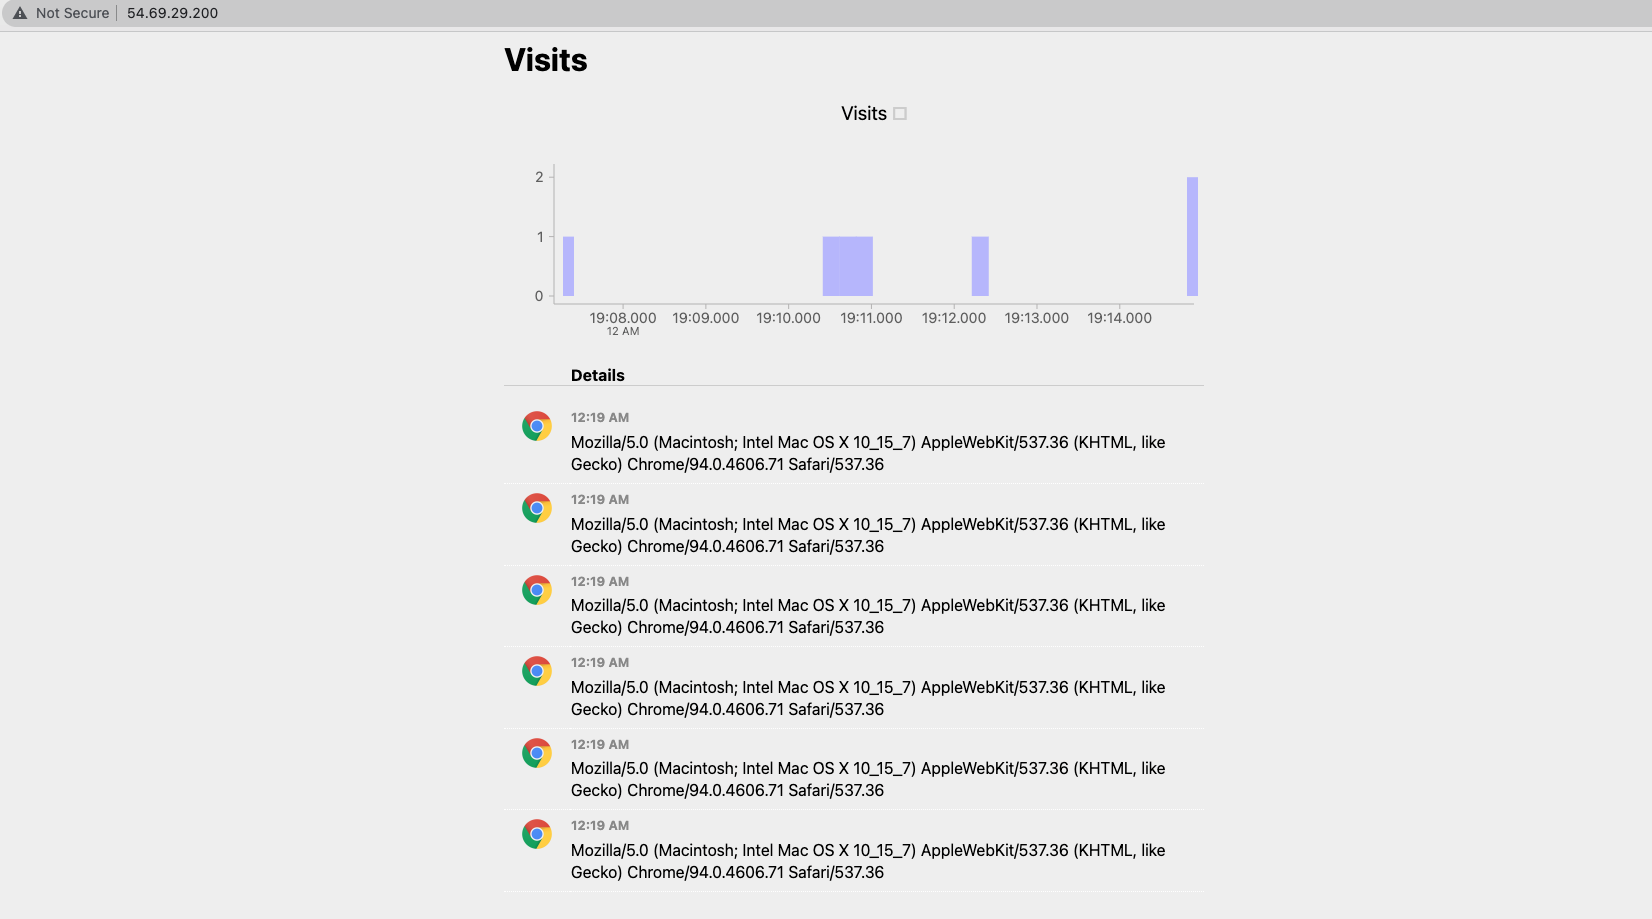 Not Secure | 54.69.29.200
Visits
Visits
2
1
0
19:08.000 19:09.000 19:10.000 19:11.000 19:12.000 19:13.000 19:14.000
12 AM
Details
12:19 AM
Mozilla/5.0 (Macintosh; Intel Mac OS X 10_15_7) AppleWebKit/537.36 (KHTML, like
Gecko) Chrome/94.0.4606.71 Safari/537.36
12:19 AM
Mozilla/5.0 (Macintosh; Intel Mac OS X 10_15_7) AppleWebKit/537.36 (KHTML, like
Gecko) Chrome/94.0.4606.71 Safari/537.36
12:19 AM
Mozilla/5.0 (Macintosh; Intel Mac OS X 10_15_7) AppleWebKit/537.36 (KHTML, like
Gecko) Chrome/94.0.4606.71 Safari/537.36
12:19 AM
Mozilla/5.0 (Macintosh; Intel Mac OS X 10_15_7) AppleWebKit/537.36 (KHTML, like
Gecko) Chrome/94.0.4606.71 Safari/537.36
12:19 AM
Mozilla/5.0 (Macintosh; Intel Mac OS X 10_15_7) AppleWebKit/537.36 (KHTML, like
Gecko) Chrome/94.0.4606.71 Safari/537.36
12:19 AM
Mozilla/5.0 (Macintosh; Intel Mac OS X 10_15_7) AppleWebKit/537.36 (KHTML, like
Gecko) Chrome/94.0.4606.71 Safari/537.36